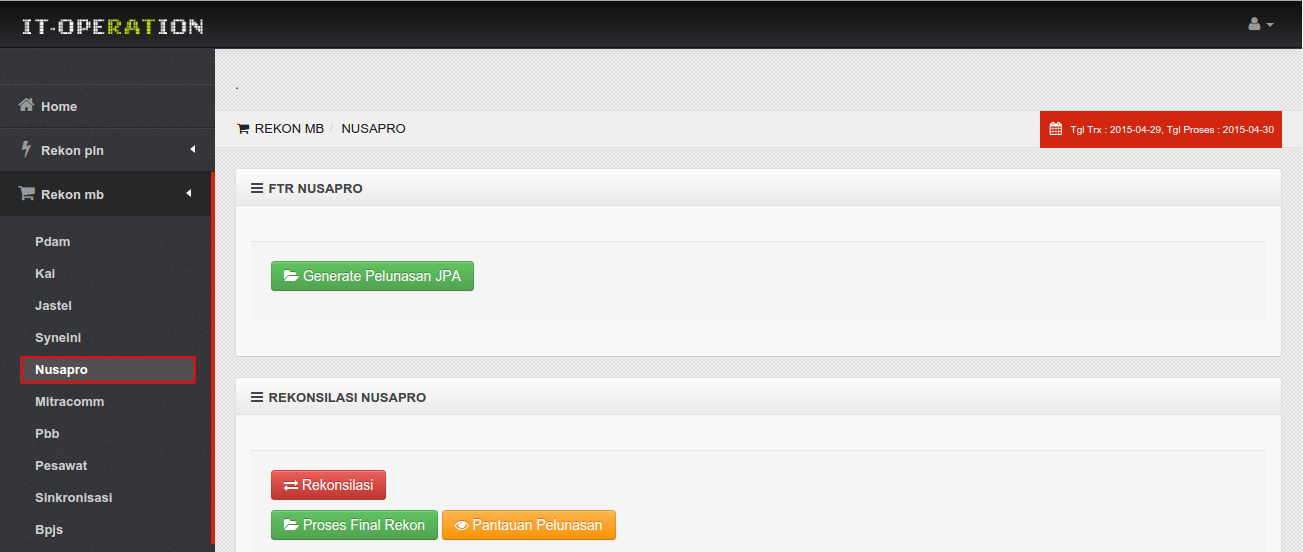 IT-OPERATION
.
Home
Rekon pln
Rekon mb
Pdam
Kai
Jastel
Syneini
Nusapro
Mitracomm
Pbb
Pesawat
Sinkronisasi
Bpjs
REKON MB / NUSAPRO
Tgl Trx : 2015-04-29, Tgl Proses : 2015-04-30
FTR NUSAPRO
Generate Pelunasan JPA
REKONSILASI NUSAPRO
Rekonsilasi
Proses Final Rekon Pantauan Pelunasan